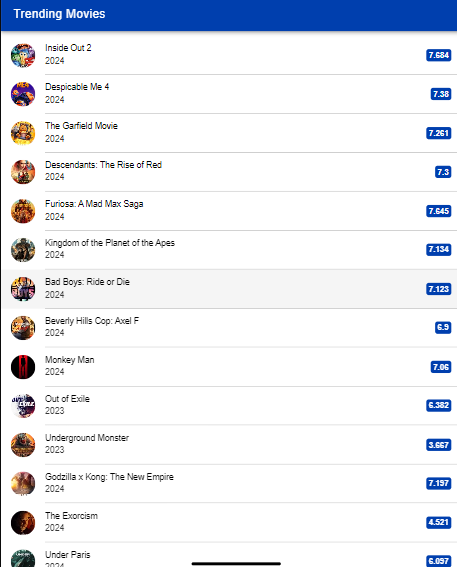 Trending Movies
Inside Out 2
2024
7.684
Despicable Me 4
2024
7.38
The Garfield Movie
2024
7.261
Descendants: The Rise of Red
2024
7.3
Furiosa: A Mad Max Saga
2024
7.645
Kingdom of the Planet of the Apes
2024
7.134
Bad Boys: Ride or Die
2024
7.123
Beverly Hills Cop: Axel F
2024
6.9
Monkey Man
2024
7.06
Out of Exile
2023
6.382
Underground Monster
2023
3.667
Godzilla x Kong: The New Empire
2024
7.197
The Exorcism
2024
4.521
Under Paris
2024
6.097